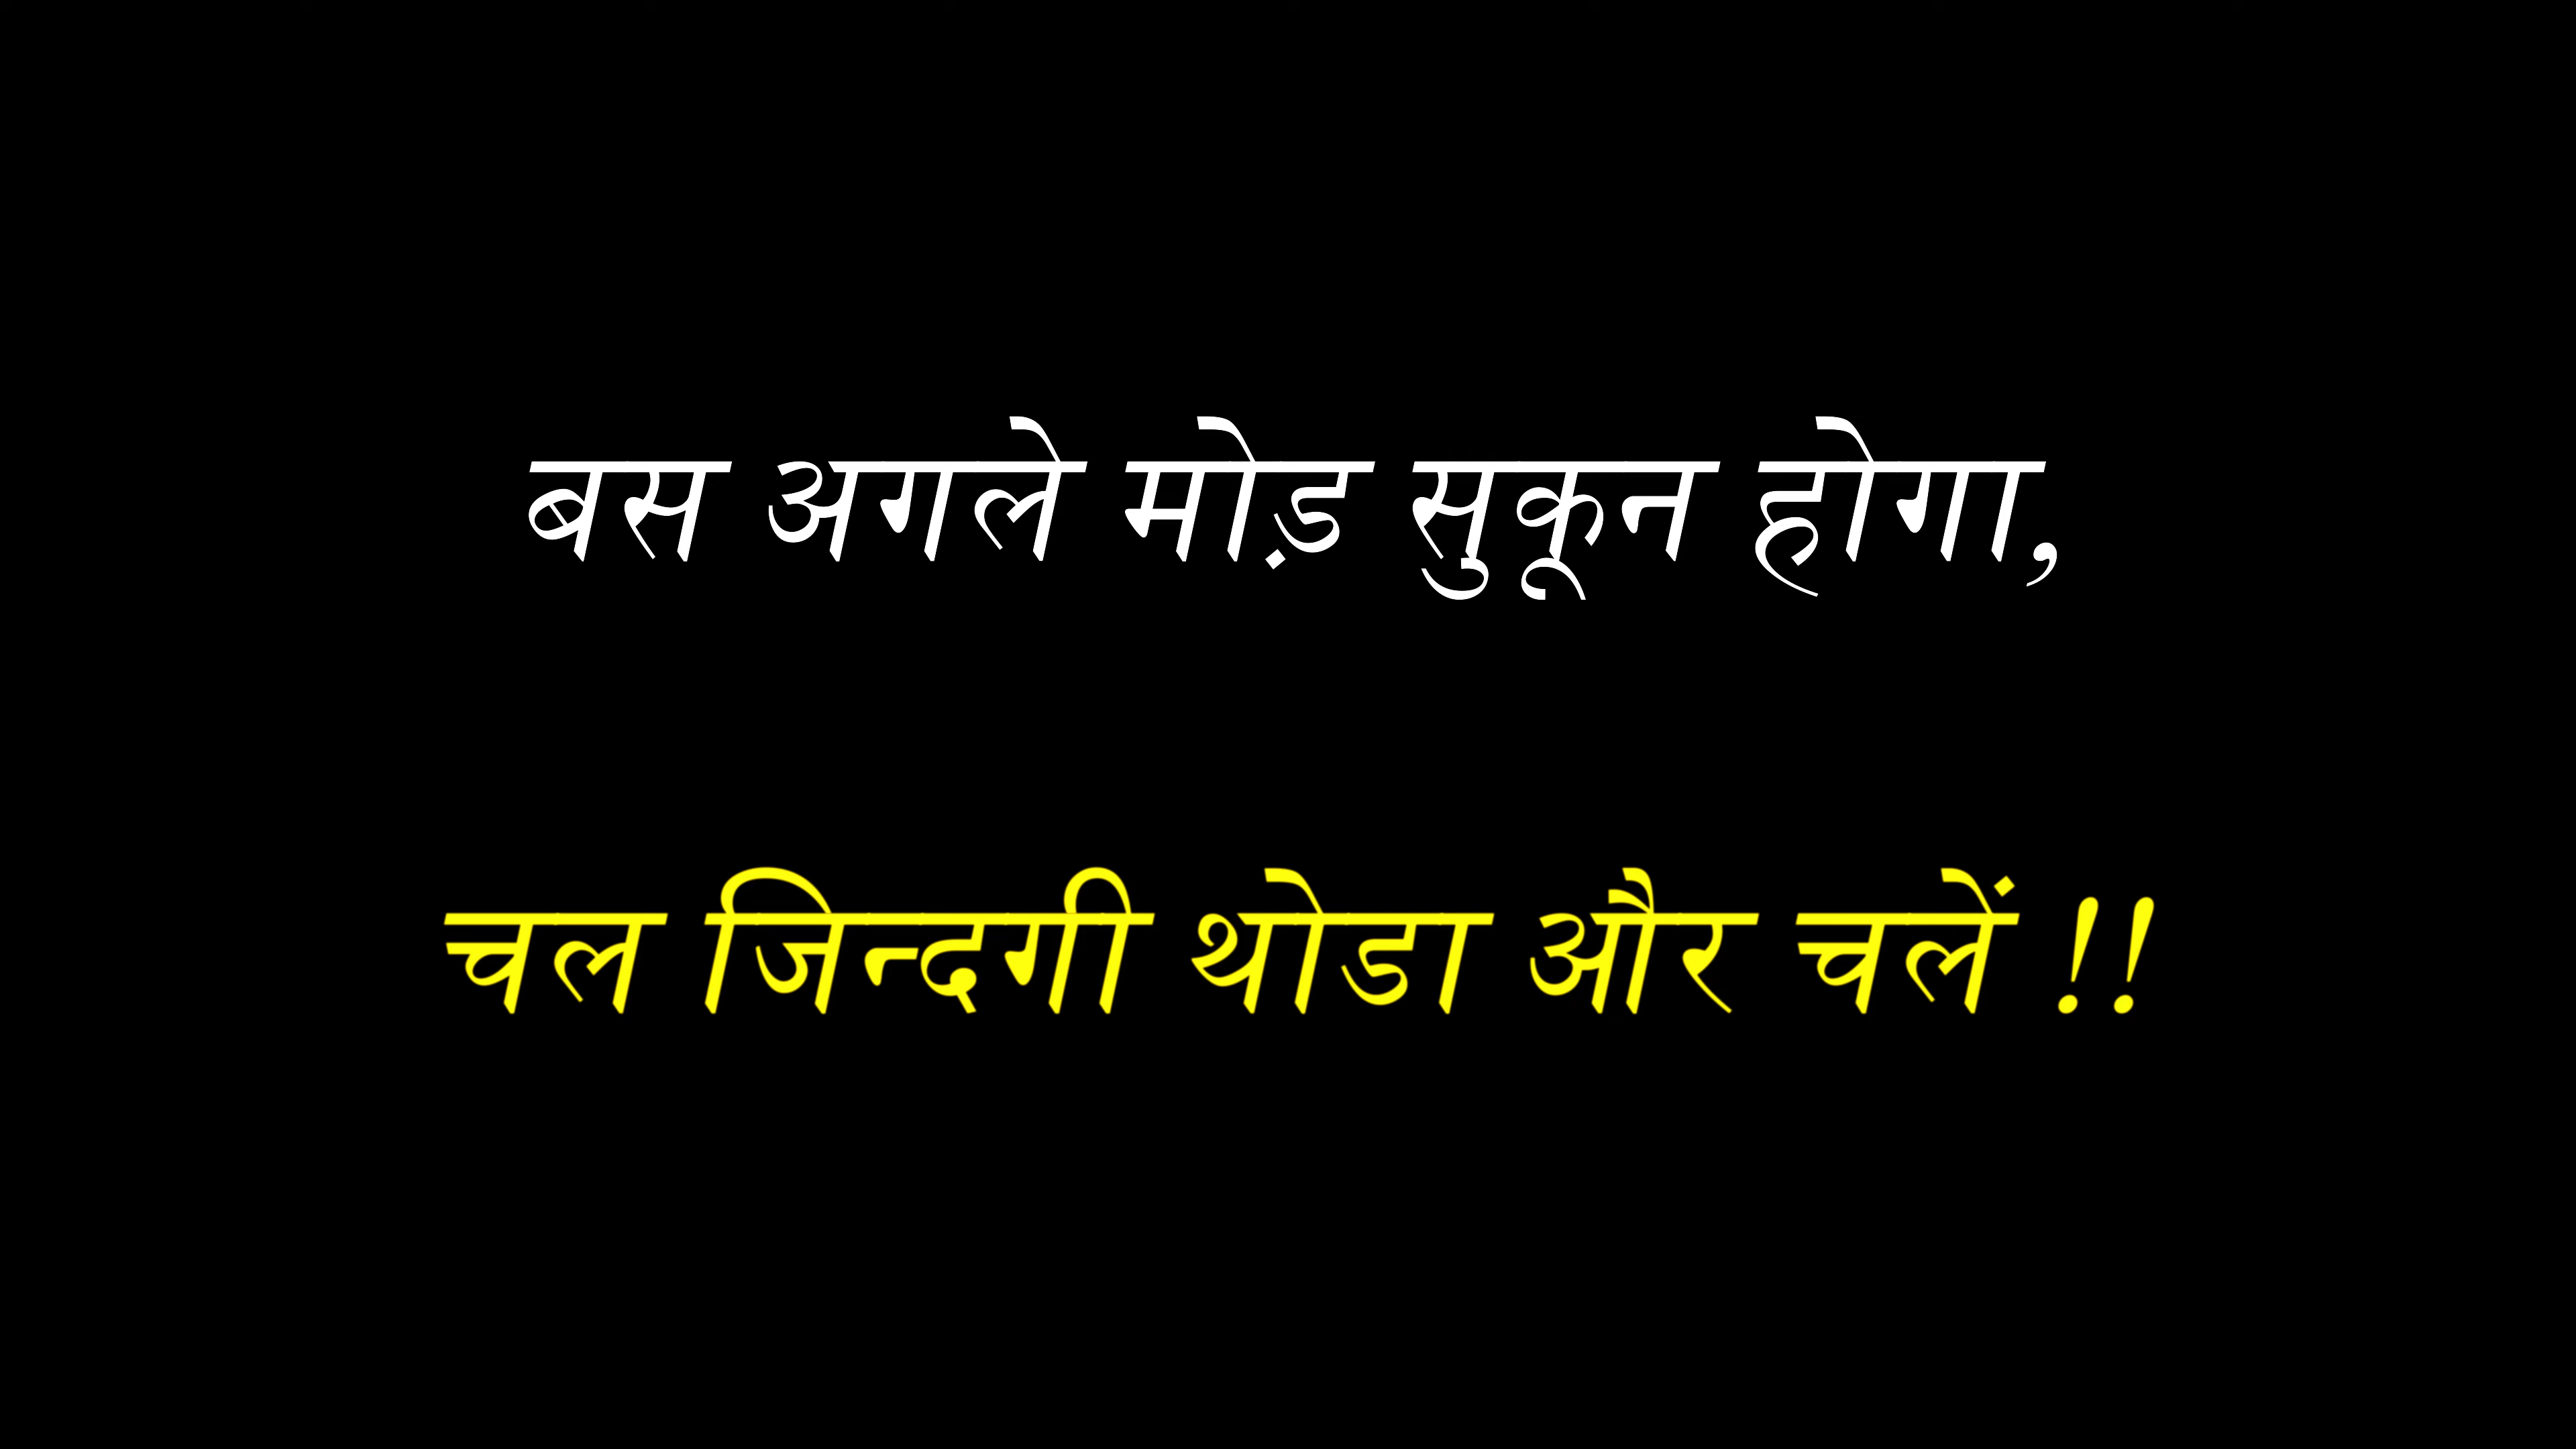 बस अगले मोड़ सुकून होगा,
चल जिन्दगी थोडा और चलें !!